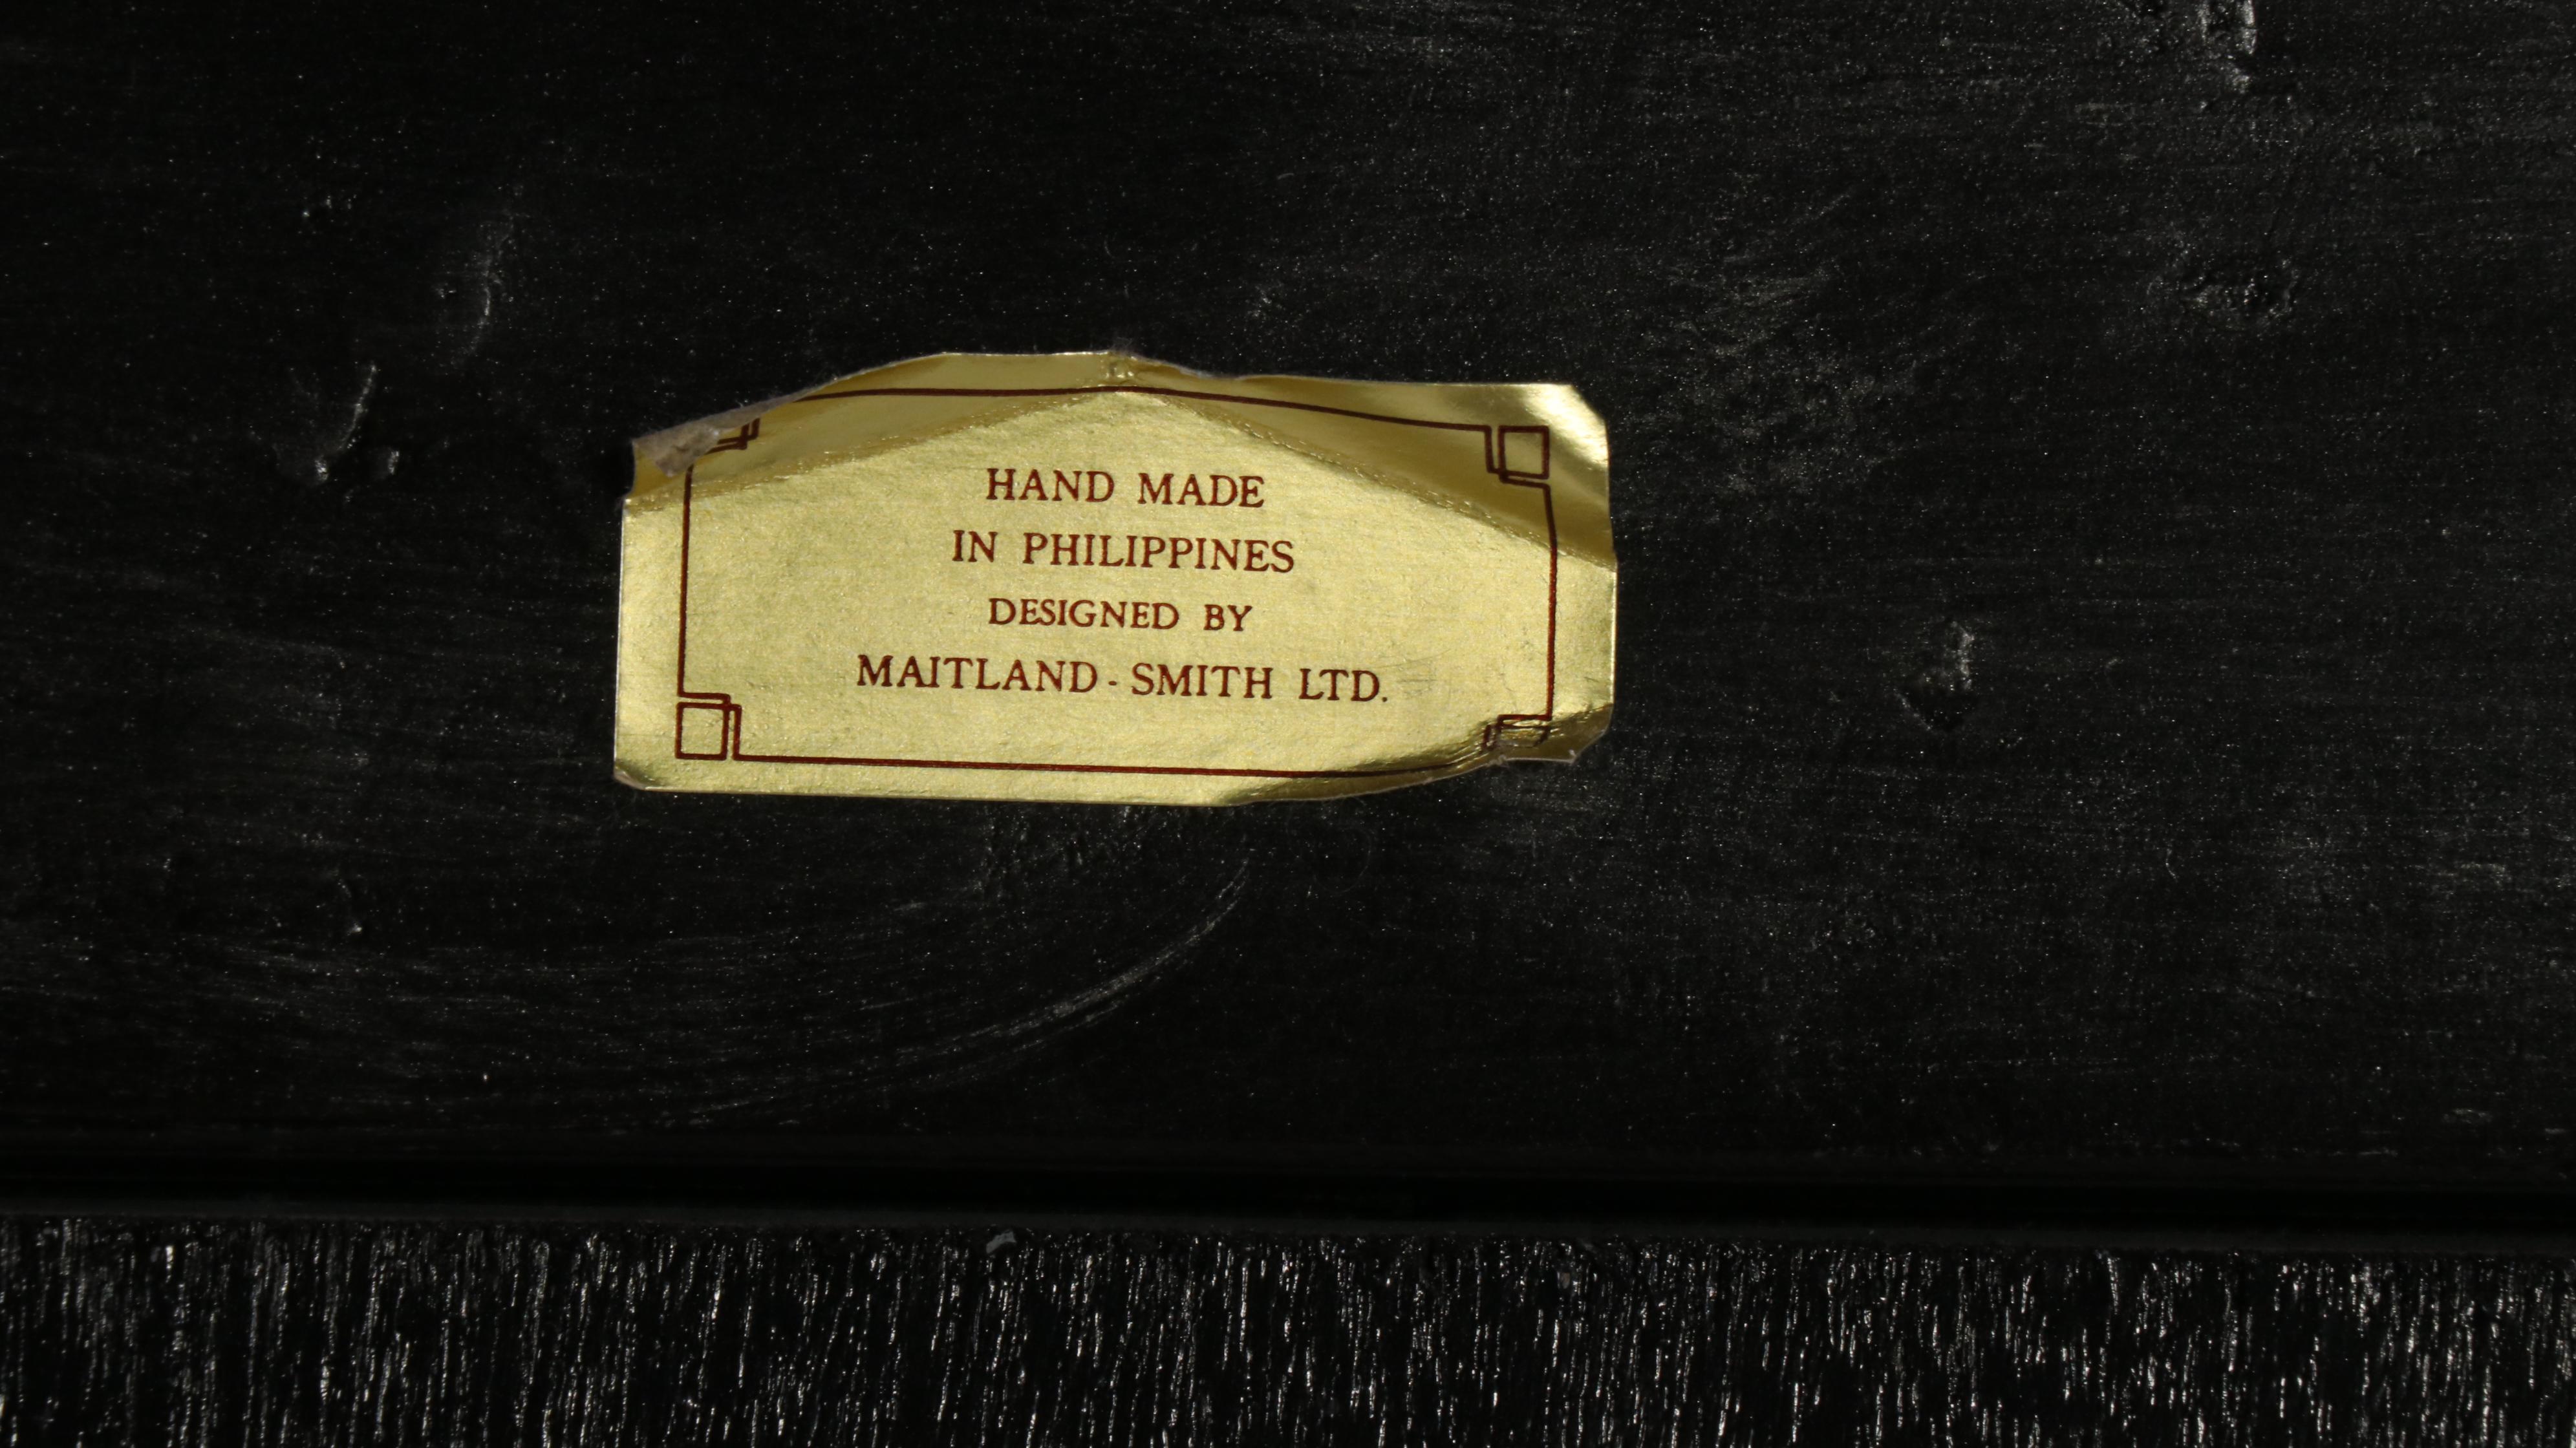 HAND MADE
IN PHILIPPINES
DESIGNED BY
MAITLAND-SMITH LTD.